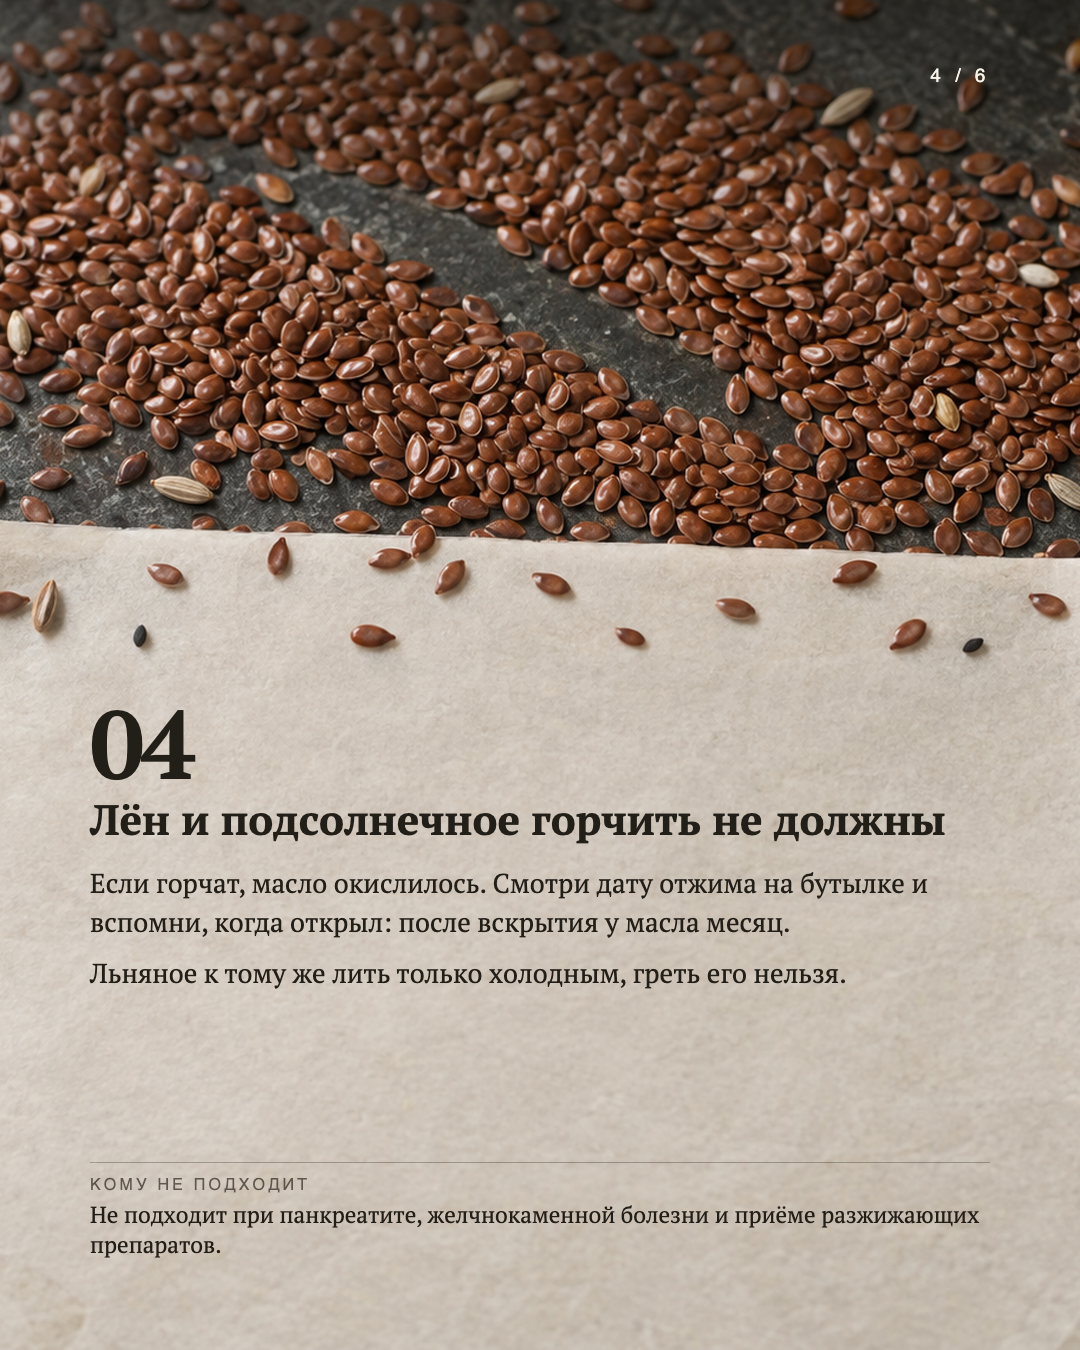 4 / 6
04
Лён и подсолнечное горчить не должны
Если горчат, масло окислилось. Смотри дату отжима на бутылке и
вспомни, когда открыл: после вскрытия у масла месяц.
Льняное к тому же лить только холодным, греть его нельзя.
КОМУ НЕ ПОДХОДИТ
Не подходит при панкреатите, желчнокаменной болезни и приёме разжижающих
препаратов.